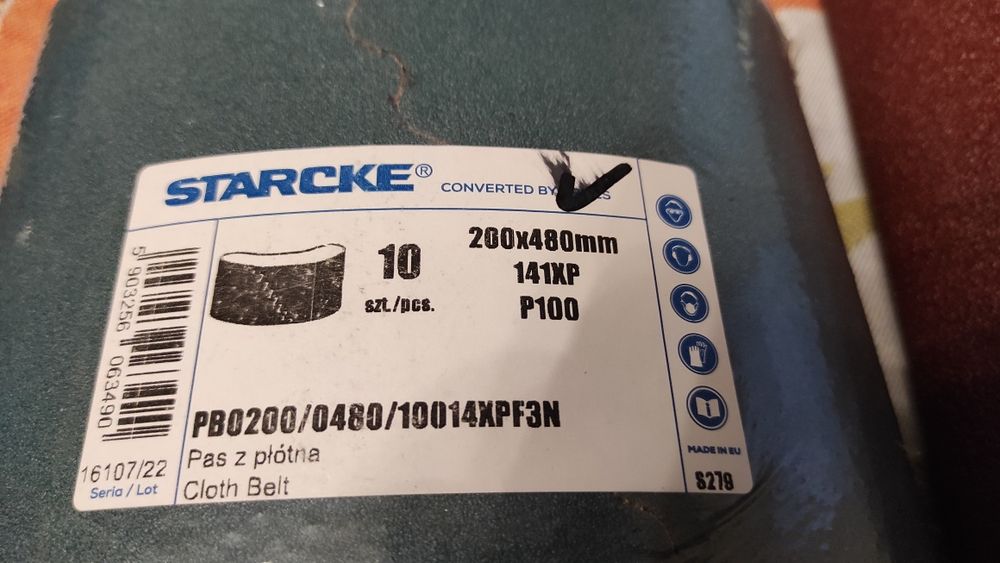 STARCKE®
CONVERTED BY
10
szt./pcs.
200x480mm
141XP
P100
5 903256 063490
PB0200/0480/10014XPF3N
Pas z płótna
Cloth Belt
16107/22
Seria / Lot
MADE IN EU
S279